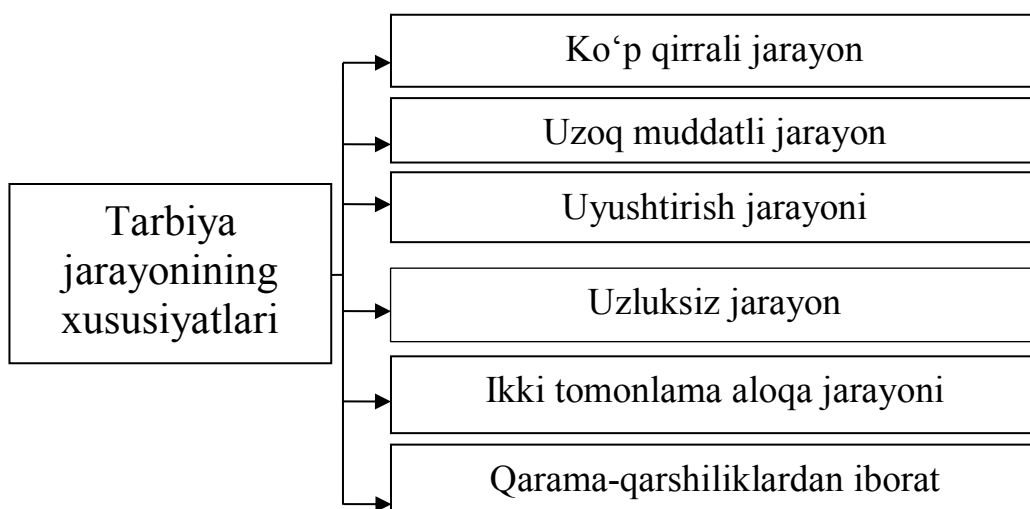 Tarbiya
jarayonining
xususiyatlari
Ko‘p qirrali jarayon
Uzoq muddatli jarayon
Uyushtirish jarayoni
Uzluksiz jarayon
Ikki tomonlama aloqa jarayoni
Qarama-qarshiliklardan iborat